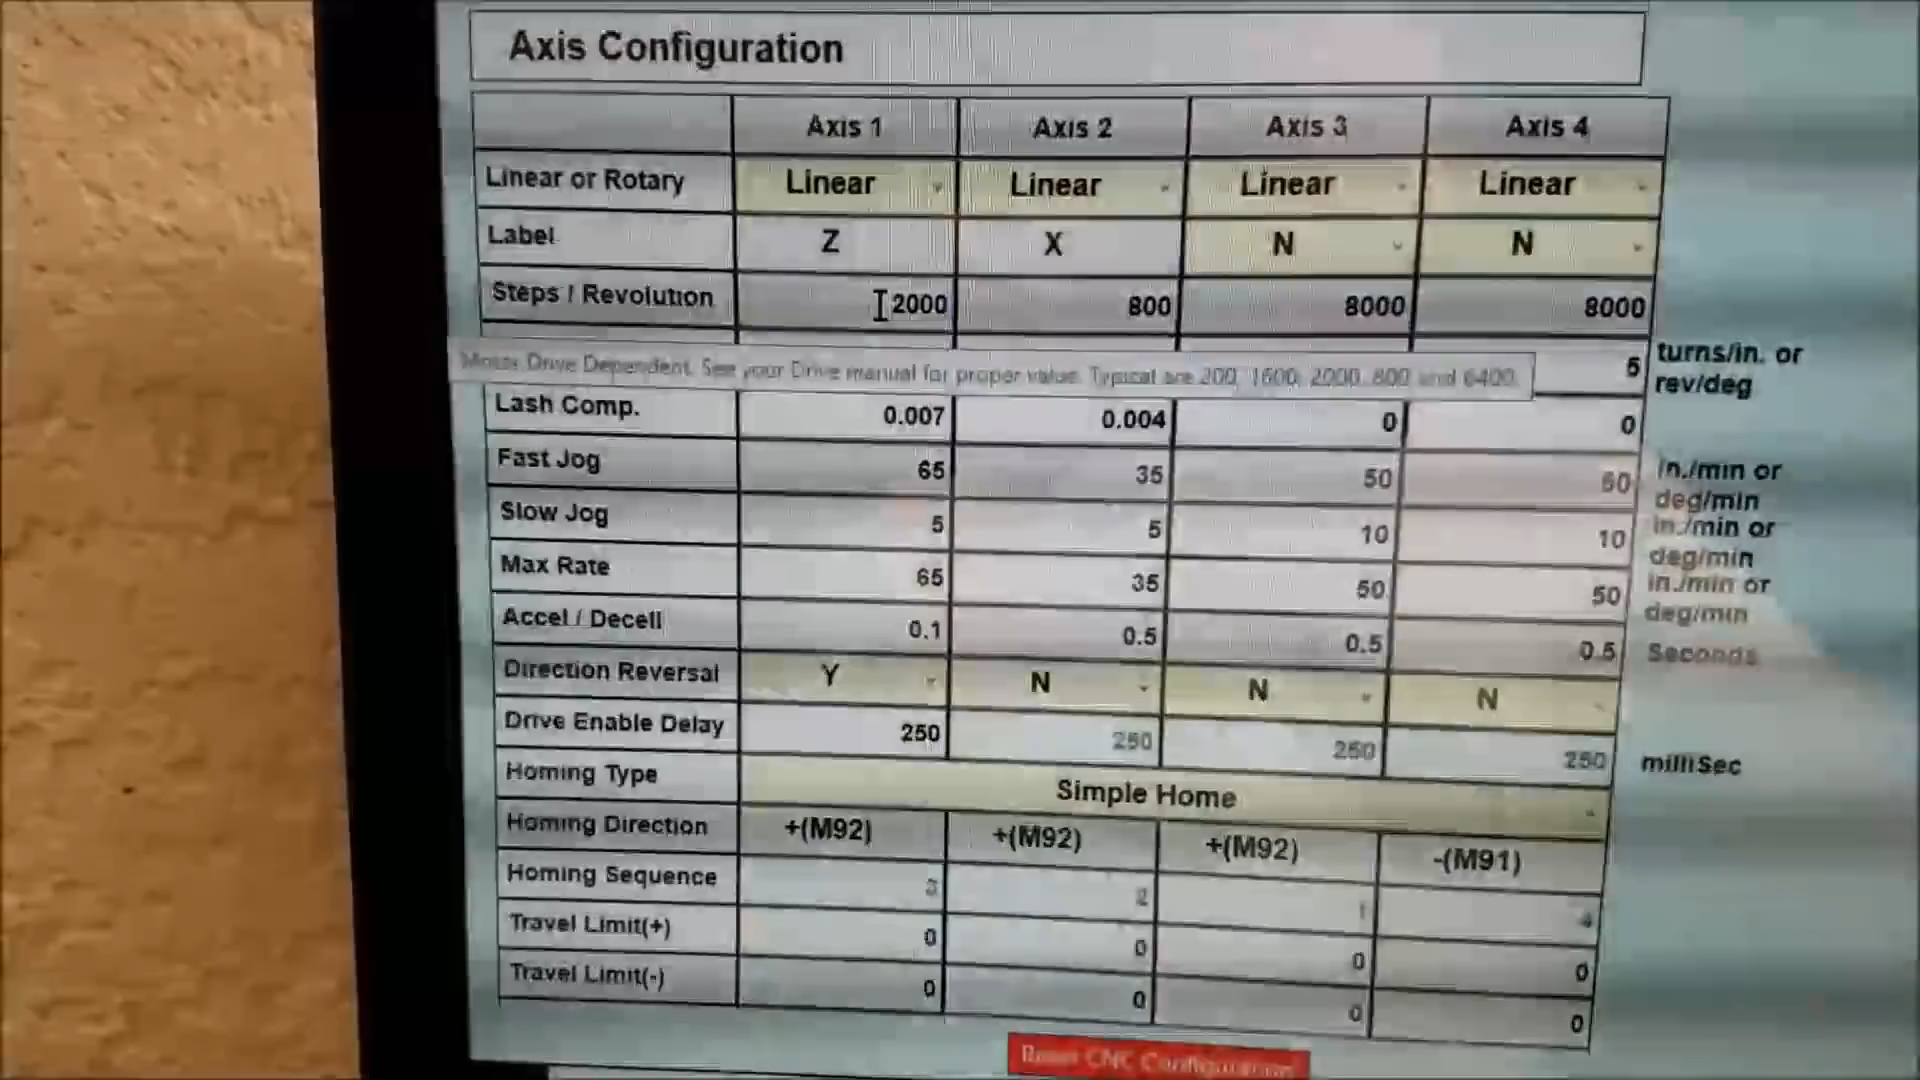 Axis Configuration
Axis 1 Axis 2 Axis 3 Axis 4
Linear or Rotary Linear Linear Linear Linear
Label Z X N N
Steps / Revolution 2000 800 8000 8000
Motor Drive Dependent. See your Drive manual for proper value. Typical are 200, 1600, 2000, 800 and 6400.
5 turns/in. or
rev/deg
Lash Comp. 0.007 0.004 0 0
Fast Jog 65 35 50 50 in./min or
deg/min
Slow Jog 5 5 10 10 in./min or
deg/min
Max Rate 65 35 50 50 in./min or
deg/min
Accel / Decell 0.1 0.5 0.5 0.5 Seconds
Direction Reversal Y N N N
Drive Enable Delay 250 250 250 250 milliSec
Homing Type Simple Home
Homing Direction +(M92) +(M92) +(M92) -(M91)
Homing Sequence 3 2 1 4
Travel Limit(+) 0 0 0 0
Travel Limit(-) 0 0 0 0
Reset CNC Configuration